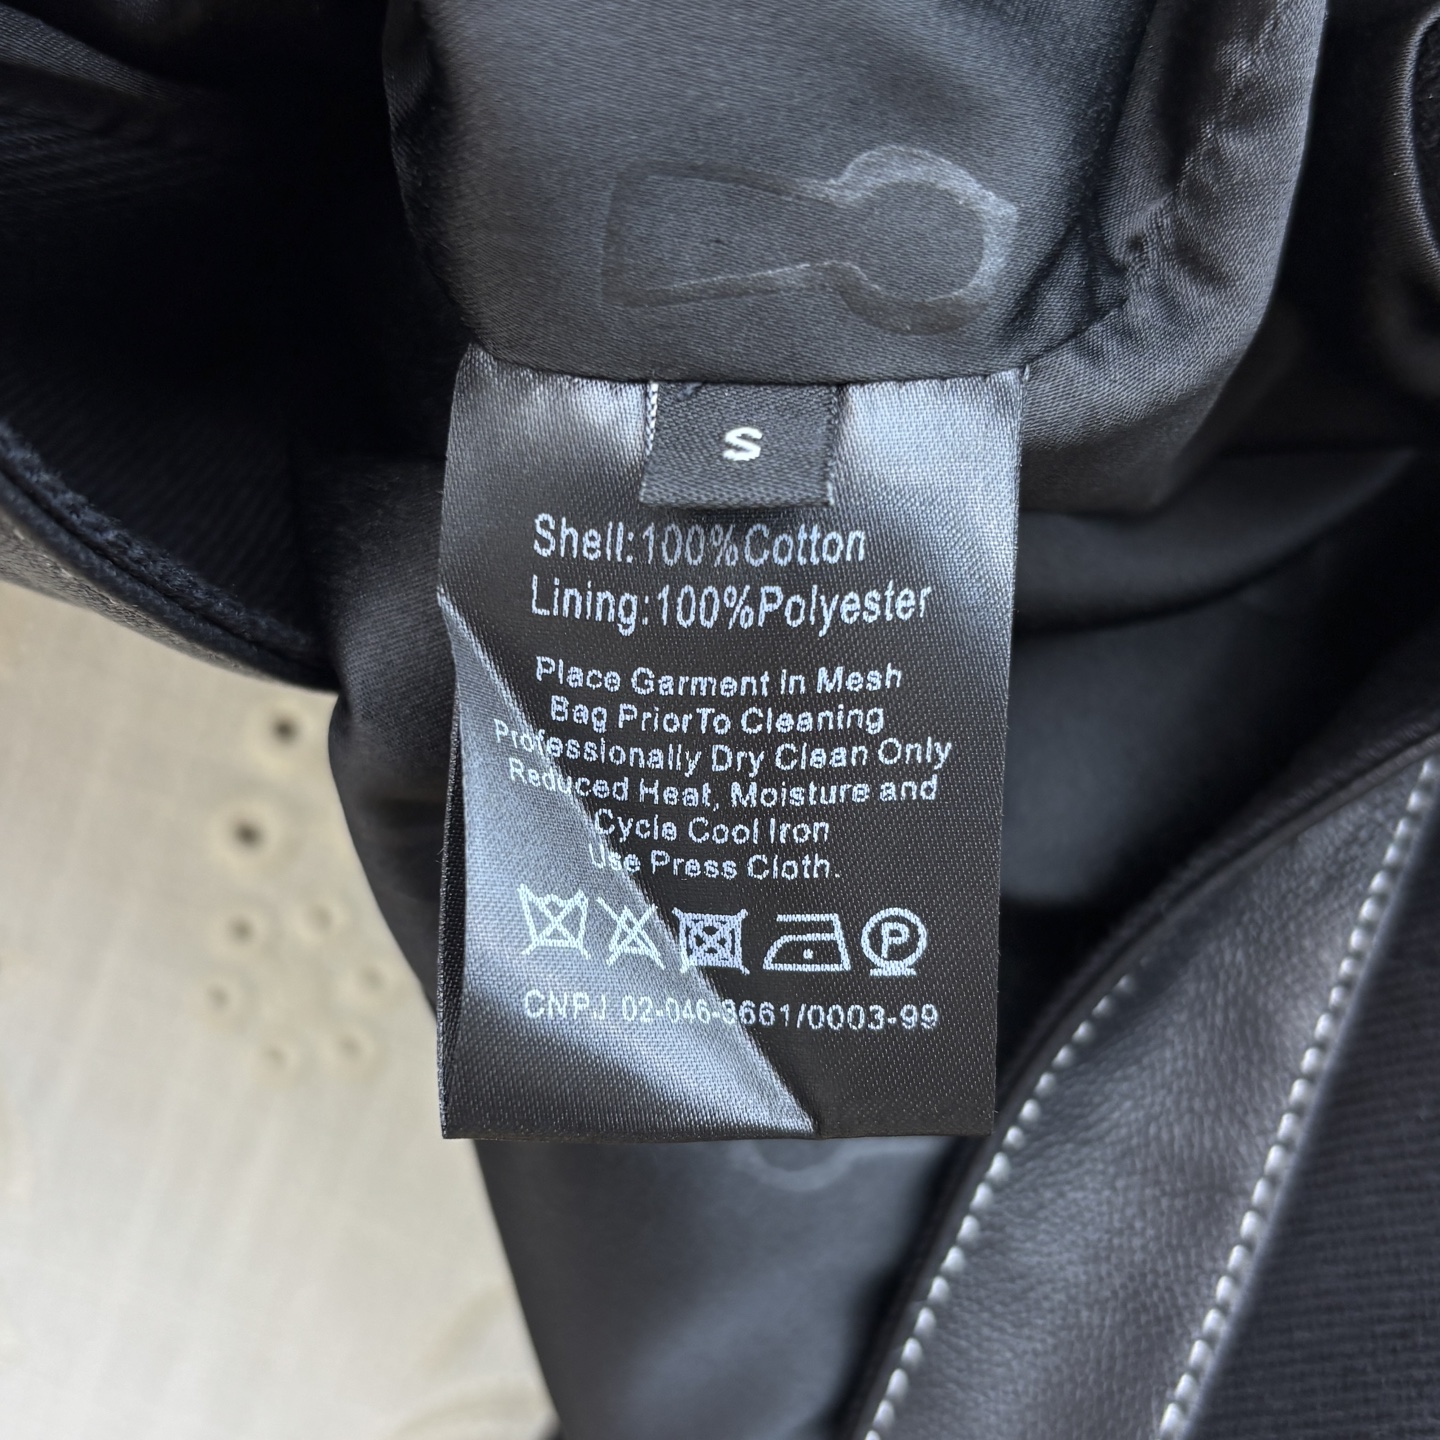 S
Shell:100%Cotton
Lining:100%Polyester
Place Garment In Mesh
Bag PriorTo Cleaning
Professionally Dry Clean Only
Reduced Heat, Moisture and
Cycle Cool Iron
Use Press Cloth.
P
CNPJ 02-046-3661/0003-99